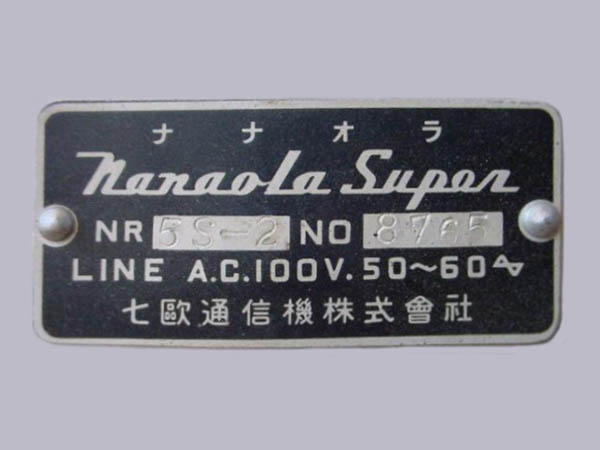 ナナオラ
Nanaola Super
NR 5S-2 NO 8765
LINE A.C.100V.50~60∿
七歐通信機株式會社